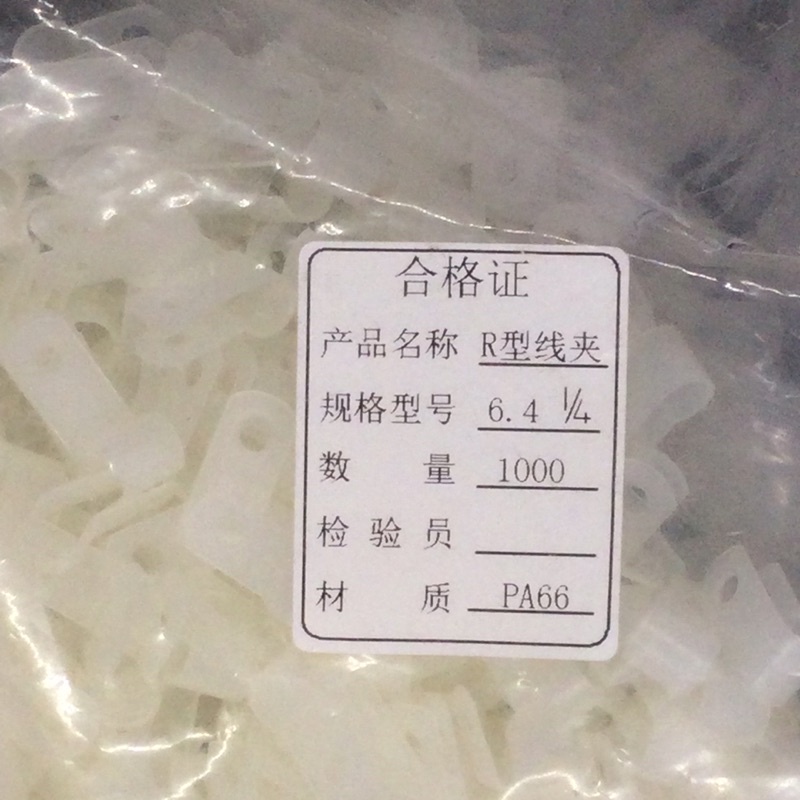 合格证
产品名称 R型线夹
规格型号 6.4 1/4
数量 1000
检验员
材质 PA66